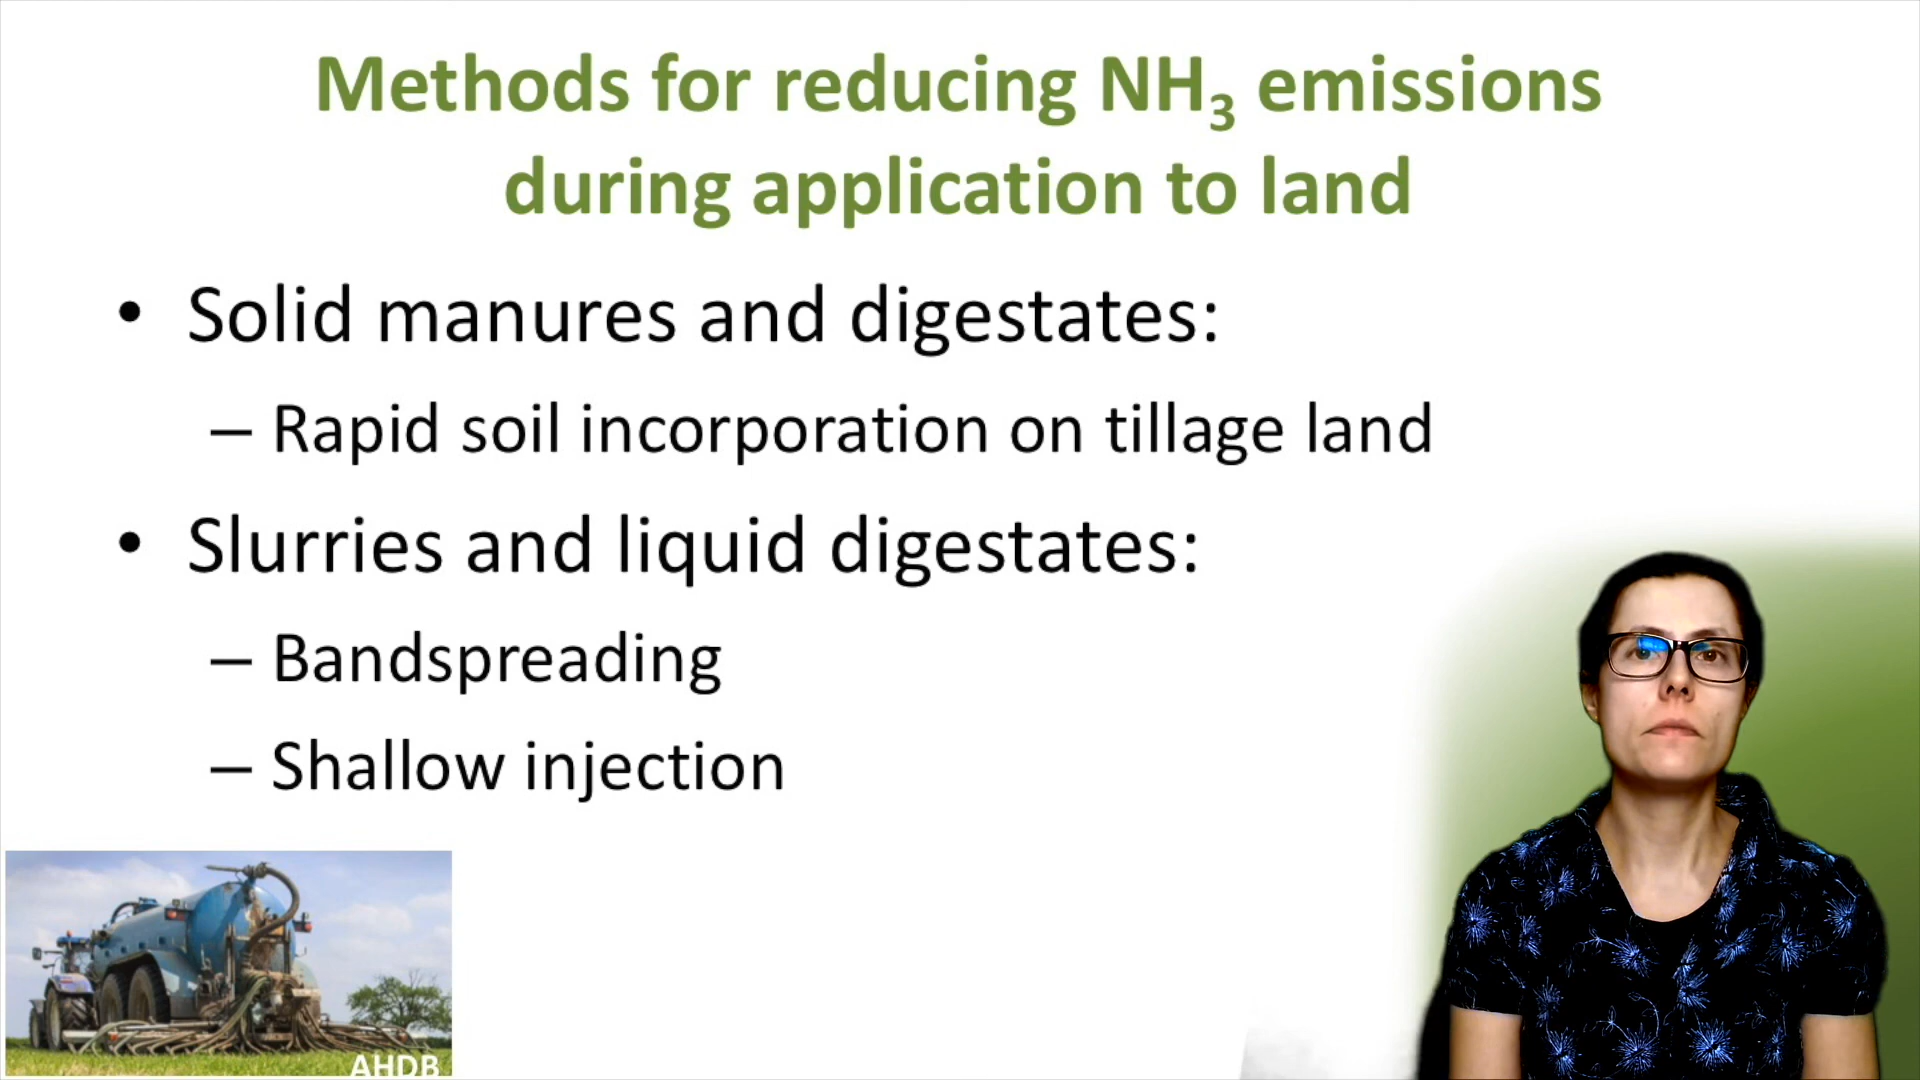 Methods for reducing NH₃ emissions
during application to land
• Solid manures and digestates:
– Rapid soil incorporation on tillage land
• Slurries and liquid digestates:
– Bandspreading
– Shallow injection
AHDB